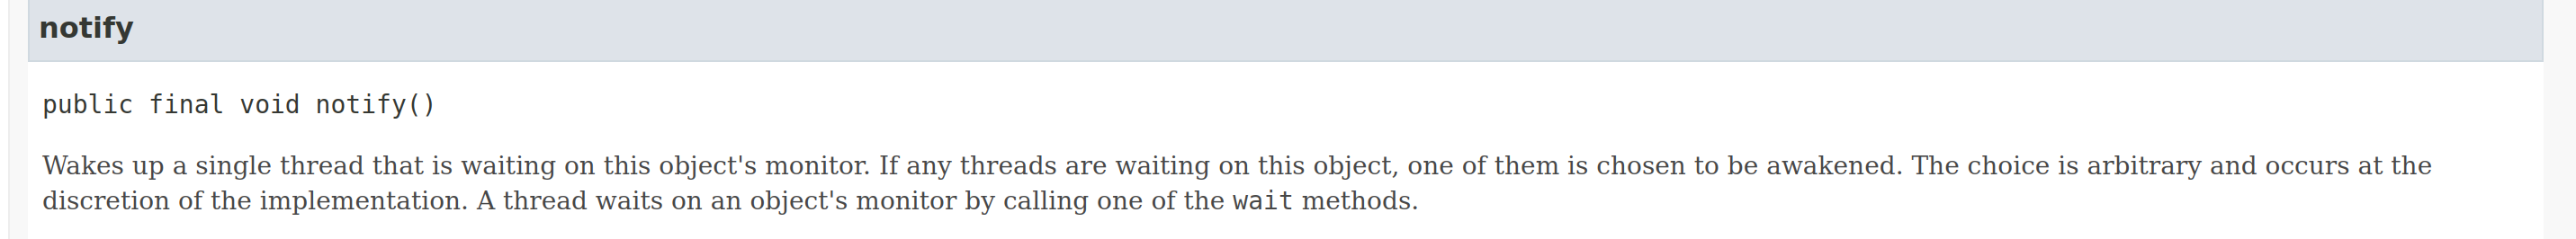 notify
public final void notify()
Wakes up a single thread that is waiting on this object's monitor. If any threads are waiting on this object, one of them is chosen to be awakened. The choice is arbitrary and occurs at the
discretion of the implementation. A thread waits on an object's monitor by calling one of the wait methods.